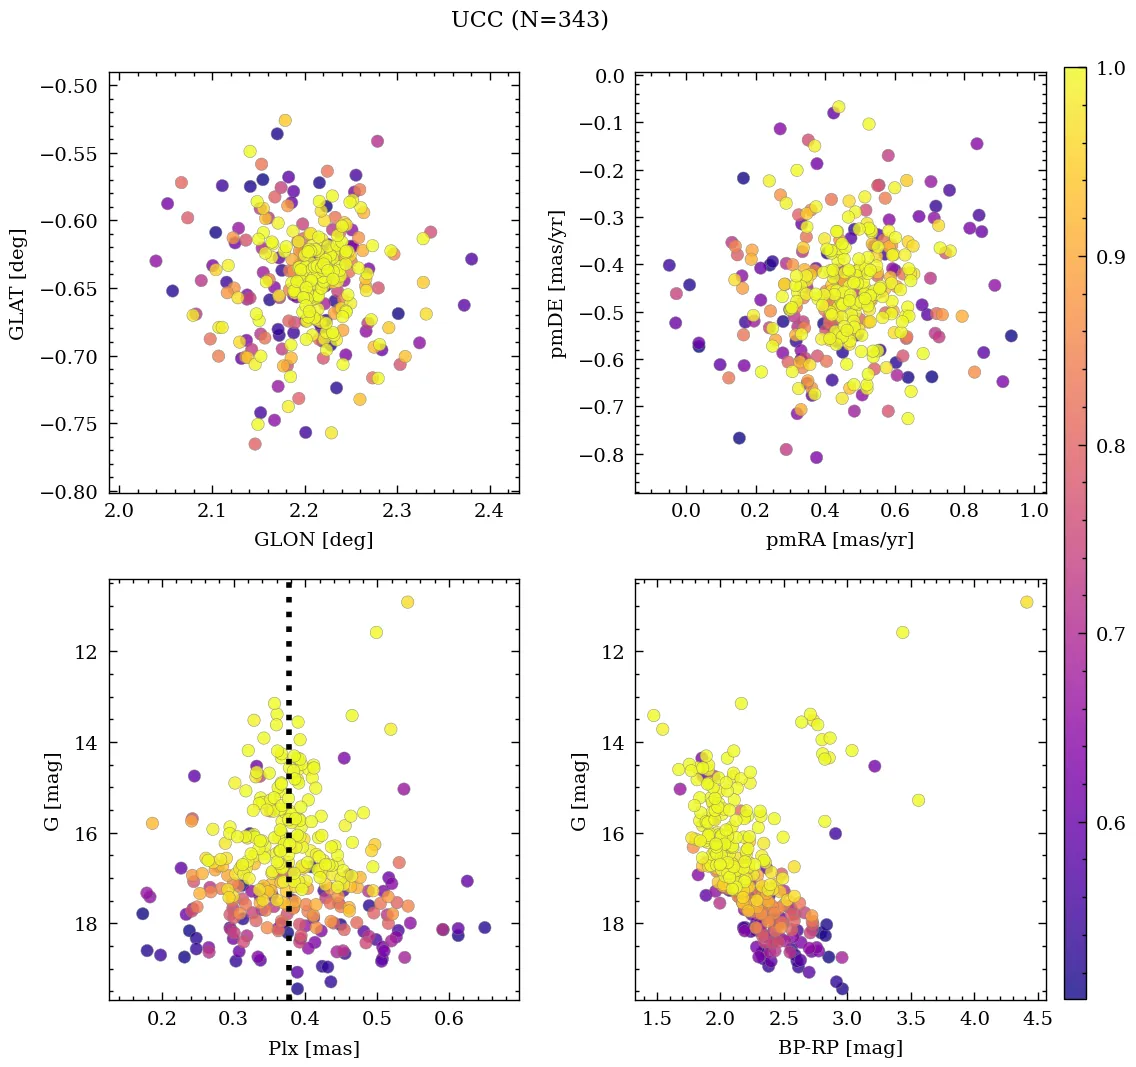 UCC (N=343)
−0.50
−0.55
−0.60
−0.65
−0.70
−0.75
−0.80
GLAT [deg]
2.0 2.1 2.2 2.3 2.4
GLON [deg]
0.0
−0.1
−0.2
−0.3
−0.4
−0.5
−0.6
−0.7
−0.8
pmDE [mas/yr]
0.0 0.2 0.4 0.6 0.8 1.0
pmRA [mas/yr]
1.0
0.9
0.8
0.7
0.6
12
14
16
18
G [mag]
0.2 0.3 0.4 0.5 0.6
Plx [mas]
12
14
16
18
G [mag]
1.5 2.0 2.5 3.0 3.5 4.0 4.5
BP-RP [mag]